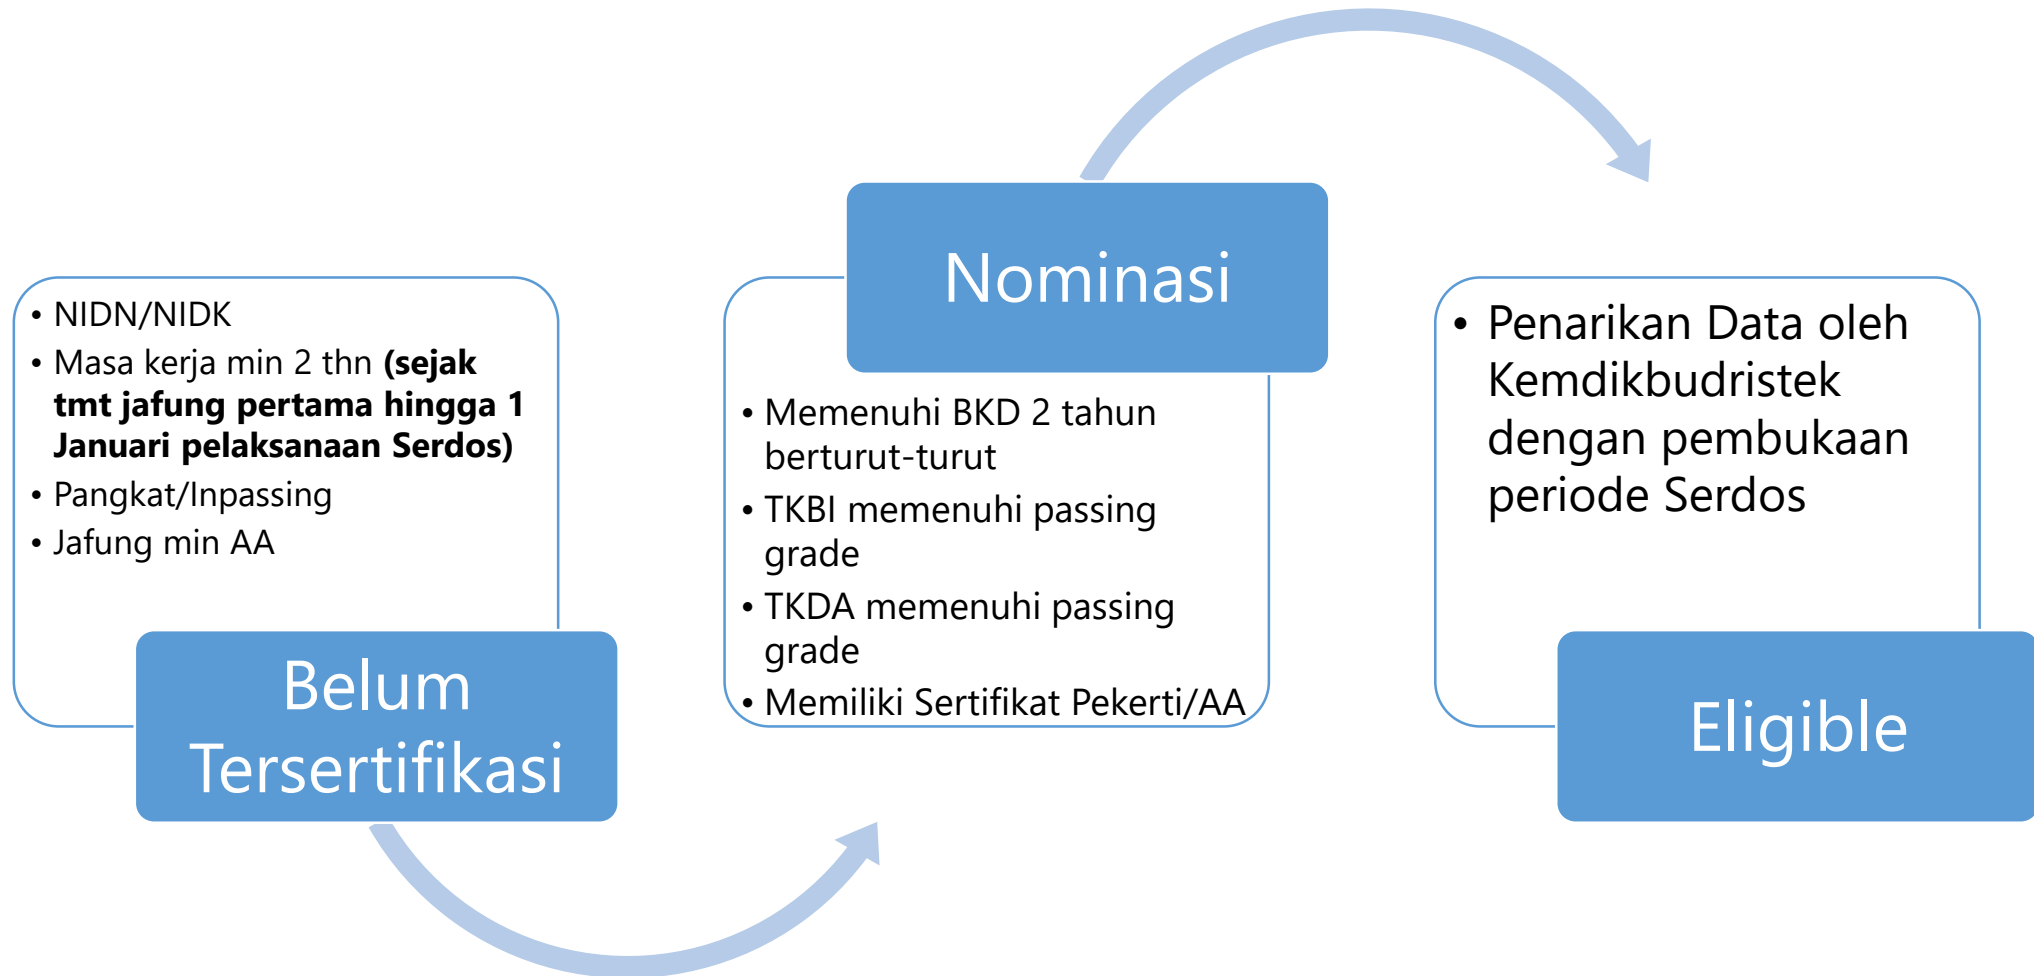 • NIDN/NIDK
• Masa kerja min 2 thn (sejak
tmt jafung pertama hingga 1
Januari pelaksanaan Serdos)
• Pangkat/Inpassing
• Jafung min AA
Belum
Tersertifikasi
Nominasi
• Memenuhi BKD 2 tahun
berturut-turut
• TKBI memenuhi passing
grade
• TKDA memenuhi passing
grade
• Memiliki Sertifikat Pekerti/AA
• Penarikan Data oleh
Kemdikbudristek
dengan pembukaan
periode Serdos
Eligible